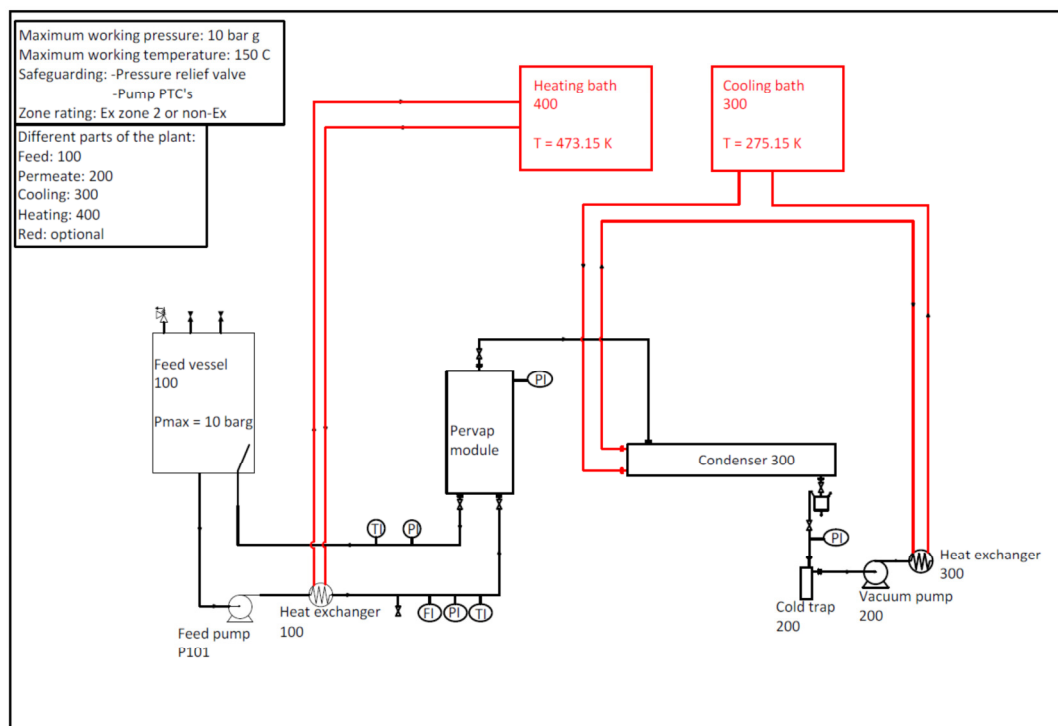 Maximum working pressure: 10 bar g
Maximum working temperature: 150 C
Safeguarding: -Pressure relief valve
-Pump PTC's
Zone rating: Ex zone 2 or non-Ex
Different parts of the plant:
Feed: 100
Permeate: 200
Cooling: 300
Heating: 400
Red: optional
Heating bath
400
T = 473.15 K
Cooling bath
300
T = 275.15 K
Feed vessel
100
Pmax = 10 barg
PI
Pervap
module
Condenser 300
TI
PI
PI
Heat exchanger
300
Vacuum pump
200
Cold trap
200
Heat exchanger
100
FI
PI
TI
Feed pump
P101